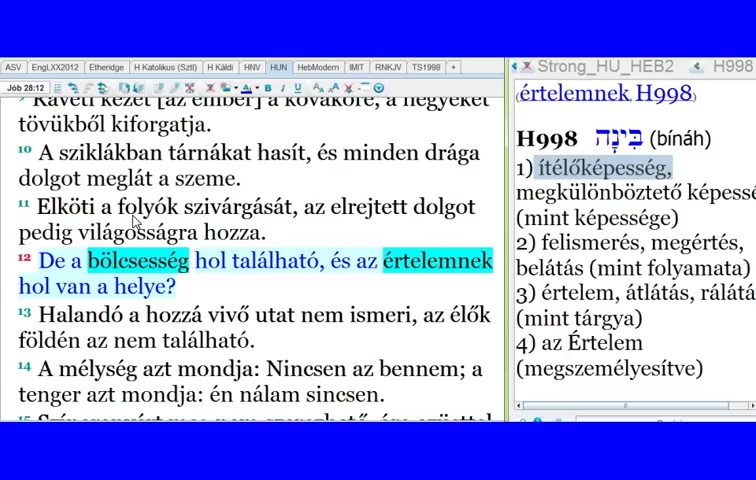 ASV EngLXX2012 Etheridge H Katolikus (Sztl) H Káldi HNV HUN HebModern IMIT RNKJV TS1998 +
Jób 28:12
tövükből kiforgatja.
10 A sziklákban tárnákat hasít, és minden drága
dolgot meglát a szeme.
11 Elköti a folyók szivárgását, az elrejtett dolgot
pedig világosságra hozza.
12 De a bölcsesség hol található, és az értelemnek
hol van a helye?
13 Halandó a hozzá vivő utat nem ismeri, az élők
földén az nem található.
14 A mélység azt mondja: Nincsen az bennem; a
tenger azt mondja: én nálam sincsen.
Strong_HU_HEB2 H998
(értelemnek H998)
H998 בִּינָה (bínáh)
1) ítélőképesség,
megkülönböztető képessé
(mint képessége)
2) felismerés, megértés,
belátás (mint folyamata)
3) értelem, átlátás, rálátá
(mint tárgya)
4) az Értelem
(megszemélyesítve)